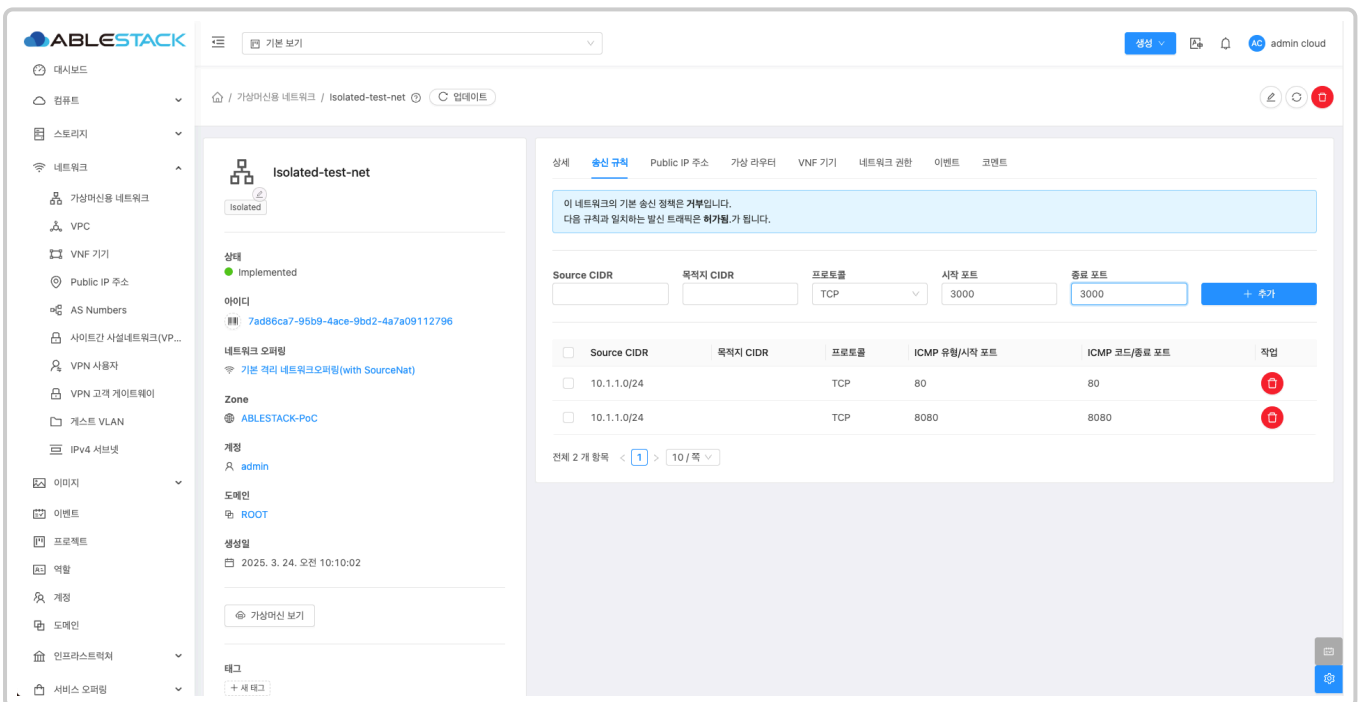 ABLESTACK
기본 보기
생성
AC
admin cloud
대시보드
컴퓨트
스토리지
네트워크
가상머신용 네트워크
VPC
VNF 기기
Public IP 주소
AS Numbers
사이트간 사설네트워크(VP...
VPN 사용자
VPN 고객 게이트웨이
게스트 VLAN
IPv4 서브넷
이미지
이벤트
프로젝트
역할
계정
도메인
인프라스트럭쳐
서비스 오퍼링
/ 가상머신용 네트워크 / Isolated-test-net 업데이트
Isolated-test-net
Isolated
상태
Implemented
아이디
7ad86ca7-95b9-4ace-9bd2-4a7a09112796
네트워크 오퍼링
기본 격리 네트워크오퍼링(with SourceNat)
Zone
ABLESTACK-PoC
계정
admin
도메인
ROOT
생성일
2025. 3. 24. 오전 10:10:02
가상머신 보기
태그
+ 새 태그
상세 송신 규칙 Public IP 주소 가상 라우터 VNF 기기 네트워크 권한 이벤트 코멘트
이 네트워크의 기본 송신 정책은 거부입니다.
다음 규칙과 일치하는 발신 트래픽은 허가됨.가 됩니다.
Source CIDR 목적지 CIDR 프로토콜 시작 포트 종료 포트
TCP 3000 3000 + 추가
Source CIDR 목적지 CIDR 프로토콜 ICMP 유형/시작 포트 ICMP 코드/종료 포트 작업
10.1.1.0/24 TCP 80 80
10.1.1.0/24 TCP 8080 8080
전체 2 개 항목 < 1 > 10 / 쪽